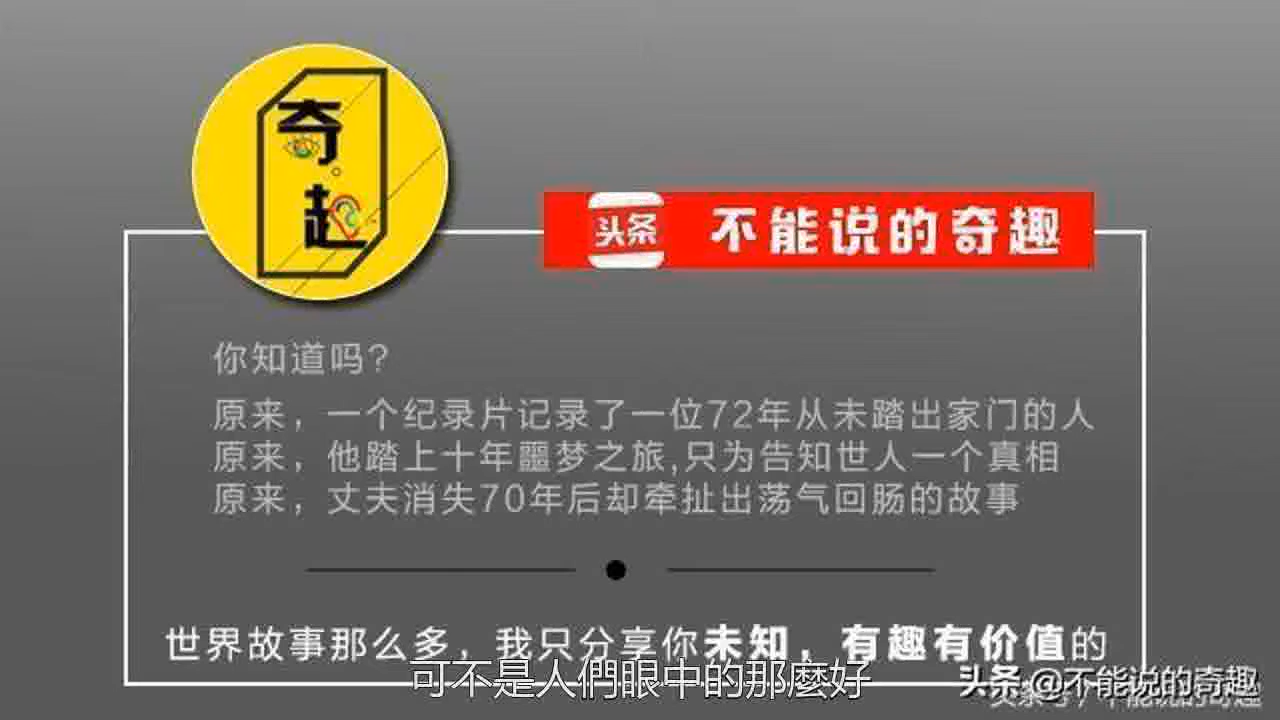 奇
趣
头条 不能说的奇趣
你知道吗?
原来，一个纪录片记录了一位72年从未踏出家门的人
原来，他踏上十年噩梦之旅,只为告知世人一个真相
原来，丈夫消失70年后却牵扯出荡气回肠的故事
世界故事那么多，我只分享你未知，有趣有价值的
可不是人們眼中的那麼好
头条 @不能说的奇趣